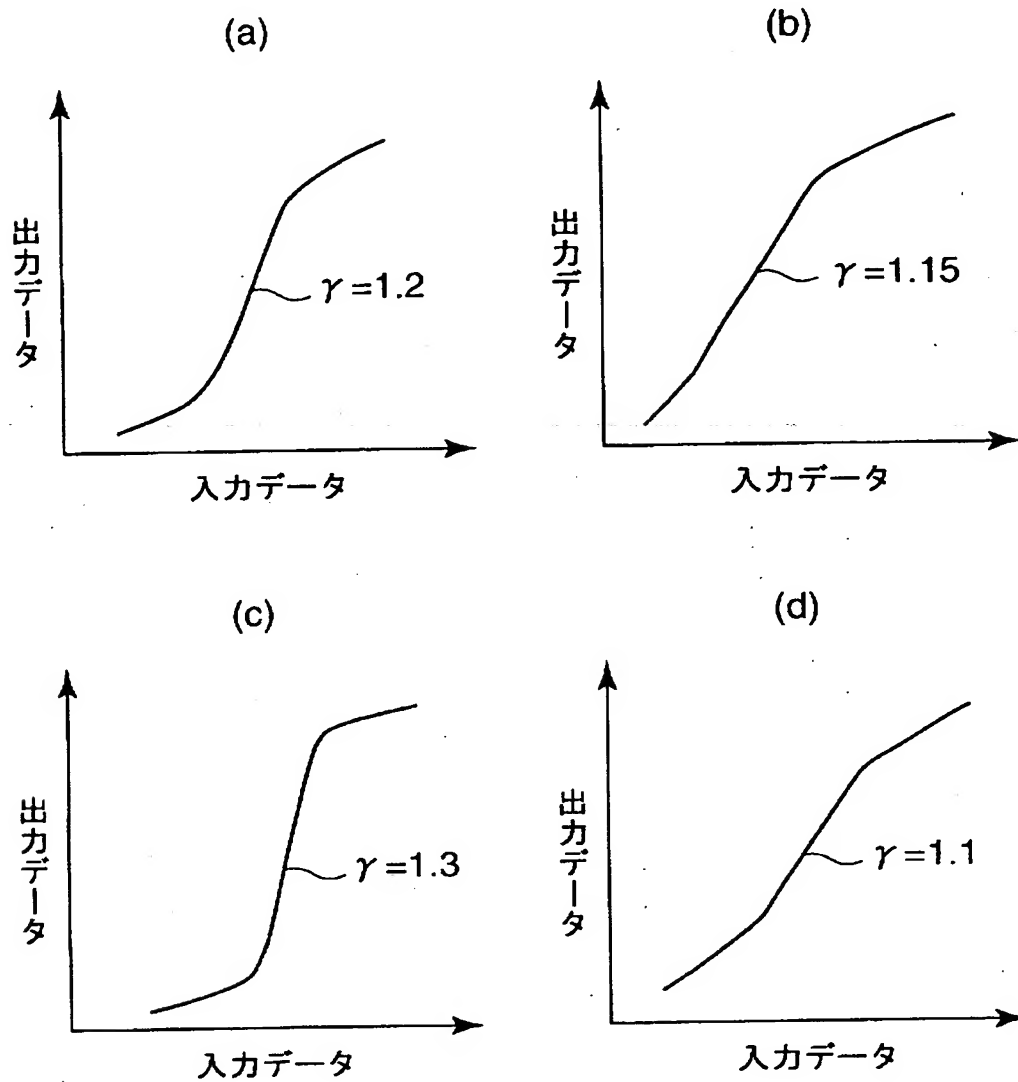 (a)
出力データ
γ=1.2
入力データ
(b)
出力データ
γ=1.15
入力データ
(c)
出力データ
γ=1.3
入力データ
(d)
出力データ
γ=1.1
入力データ